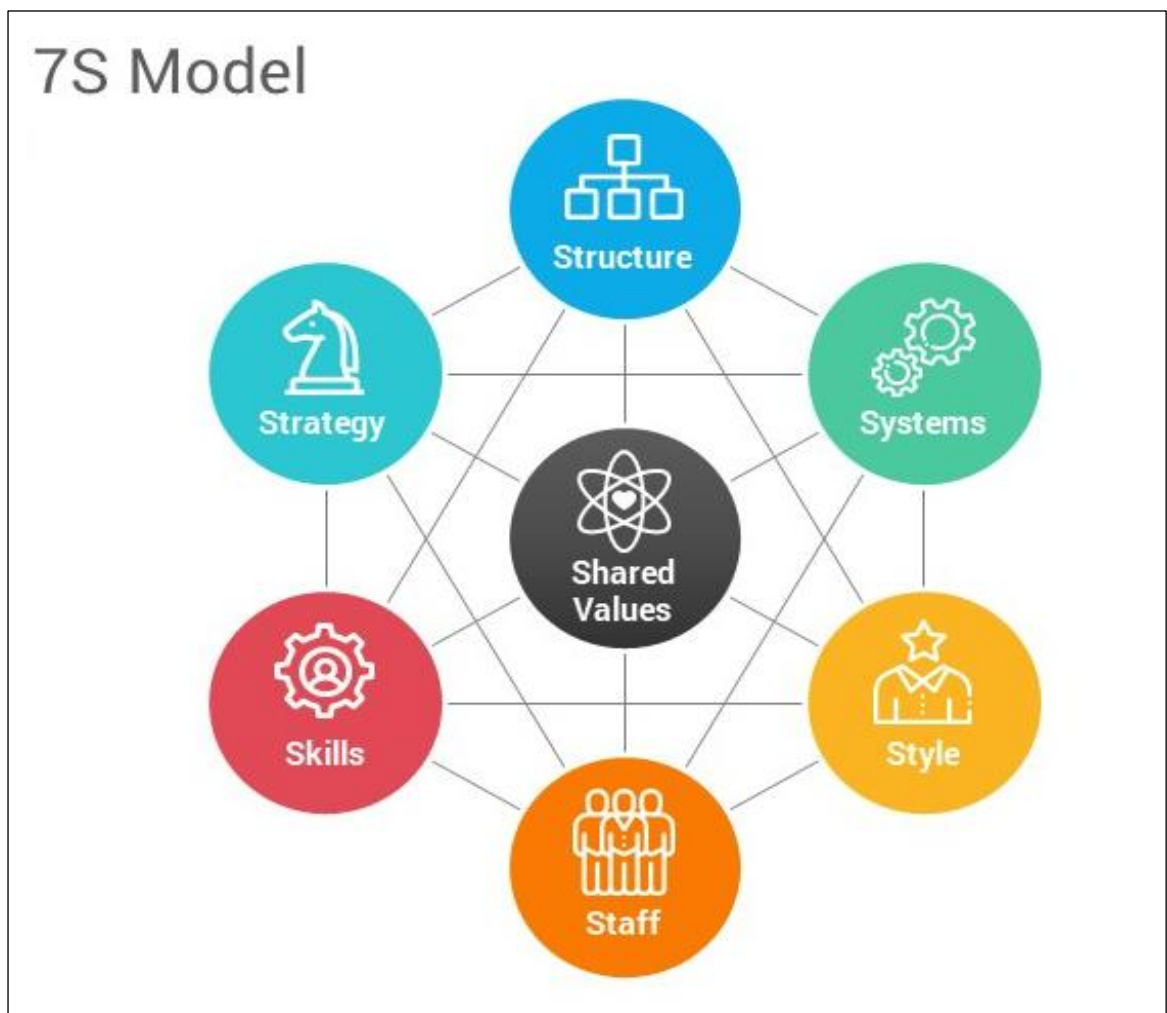 7S Model
Structure
Strategy
Systems
Shared
Values
Skills
Style
Staff